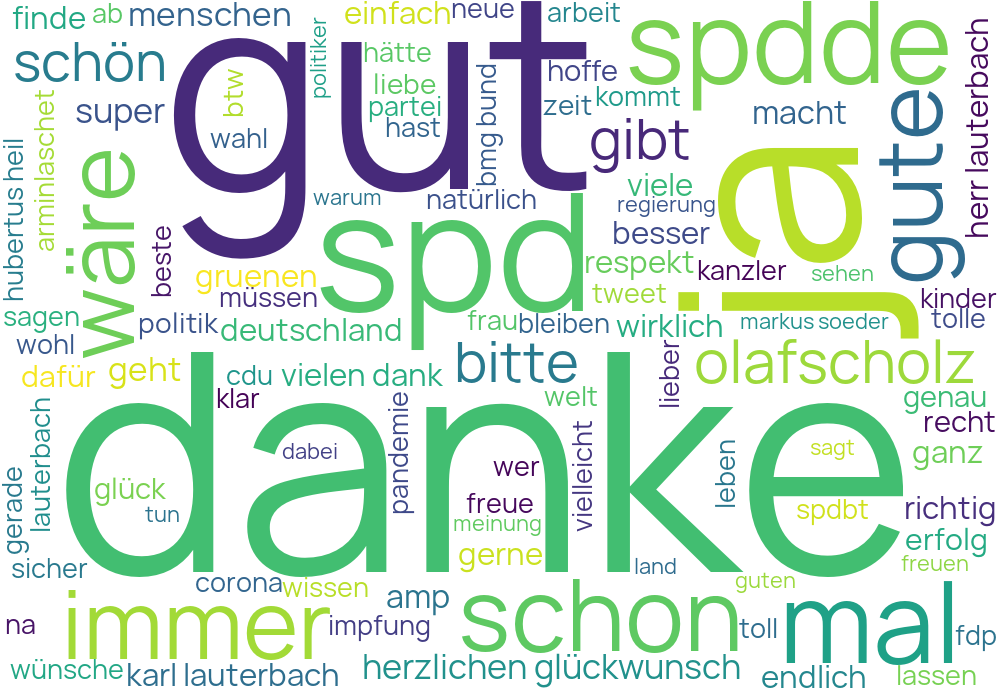 finde
ab
menschen
einfach
neue
arbeit
spdde
schön
gut
politiker
hätte
hoffe
super
btw
liebe
partei
zeit
kommt
macht
wahl
hast
bmg bund
gibt
gute
herr lauterbach
hubertus heil
arminlaschet
wäre
warum
natürlich
viele
regierung
ja
beste
spd
besser
gruenen
respekt
kanzler
sehen
müssen
tweet
kinder
sagen
politik
deutschland
frau
bleiben
wirklich
markus soeder
tolle
wohl
bitte
lieber
olafscholz
dafür
geht
cdu
vielen dank
klar
welt
genau
danke
pandemie
recht
lauterbach
dabei
wer
vielleicht
leben
sagt
ganz
gerade
glück
freue
tun
meinung
spdbt
richtig
gerne
erfolg
sicher
corona
wissen
land
guten
freuen
immer
amp
schon
mal
na
impfung
toll
fdp
wünsche
karl lauterbach
herzlichen glückwunsch
endlich
lassen